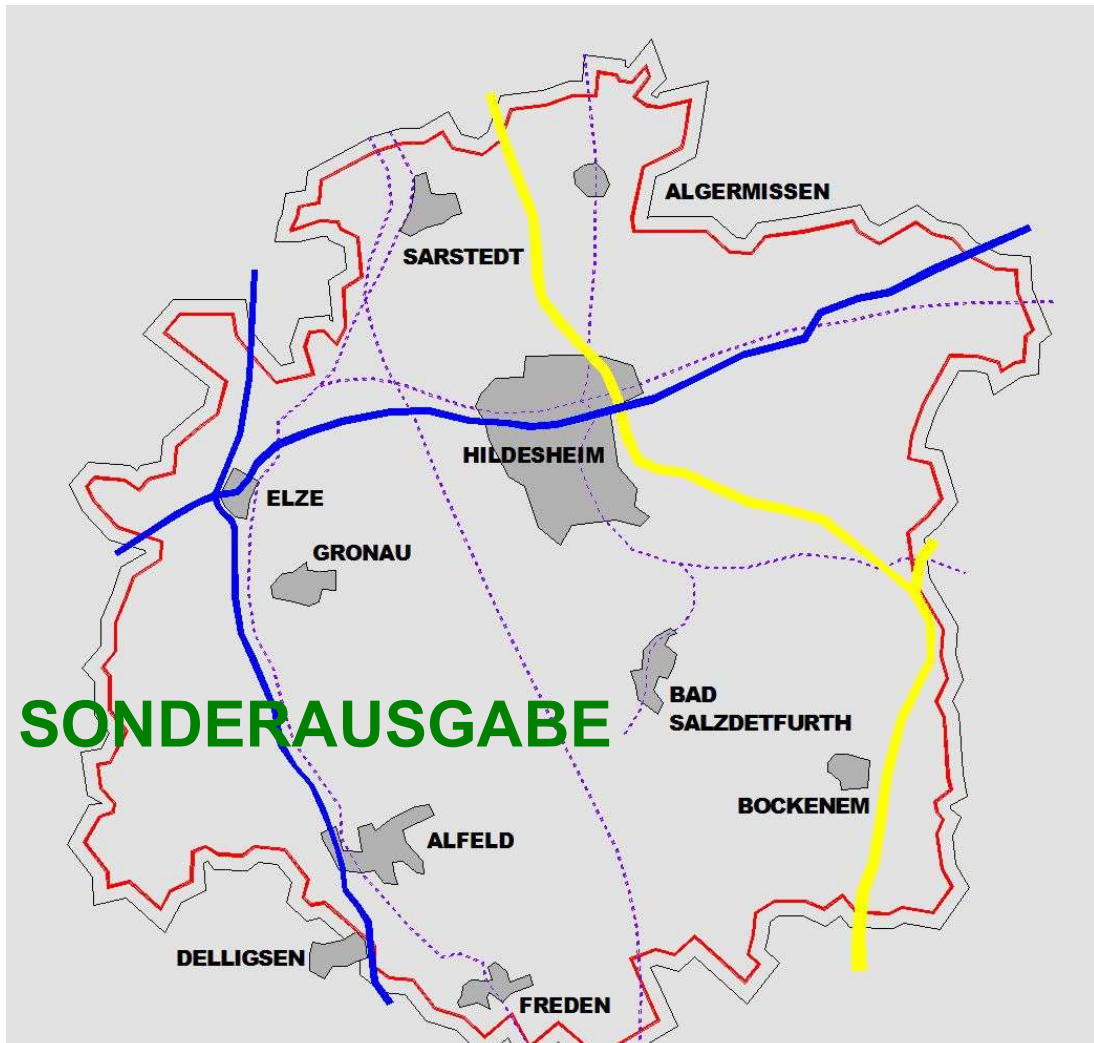 ALGERMISSEN
SARSTEDT
HILDESHEIM
ELZE
GRONAU
BAD
SALZDETFURTH
SONDERAUSGABE
BOCKENEM
ALFELD
DELLIGSEN
FREDEN